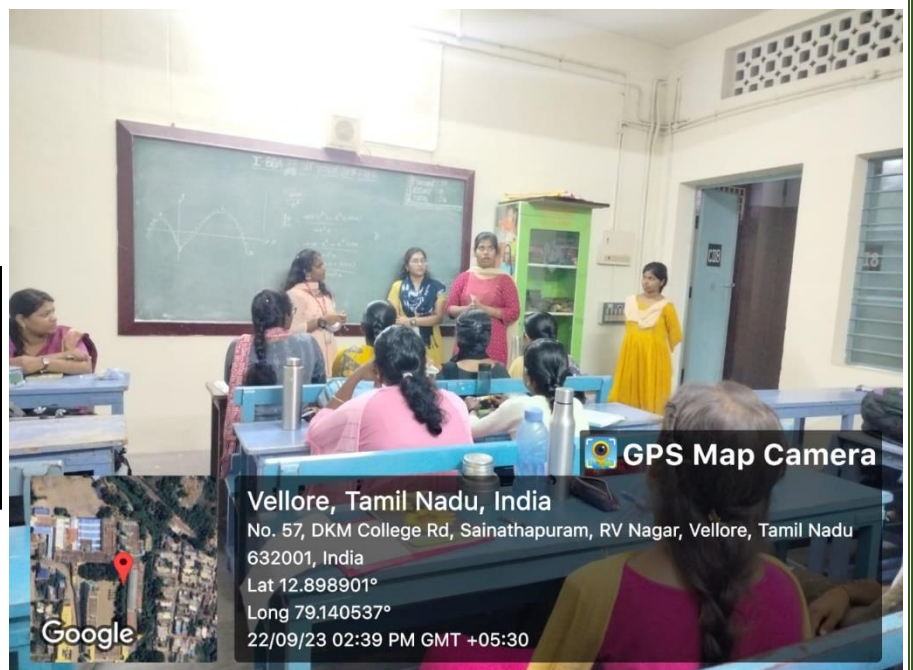 C08
GPS Map Camera
Vellore, Tamil Nadu, India
No. 57, DKM College Rd, Sainathapuram, RV Nagar, Vellore, Tamil Nadu
632001, India
Lat 12.898901°
Long 79.140537°
22/09/23 02:39 PM GMT +05:30
Google